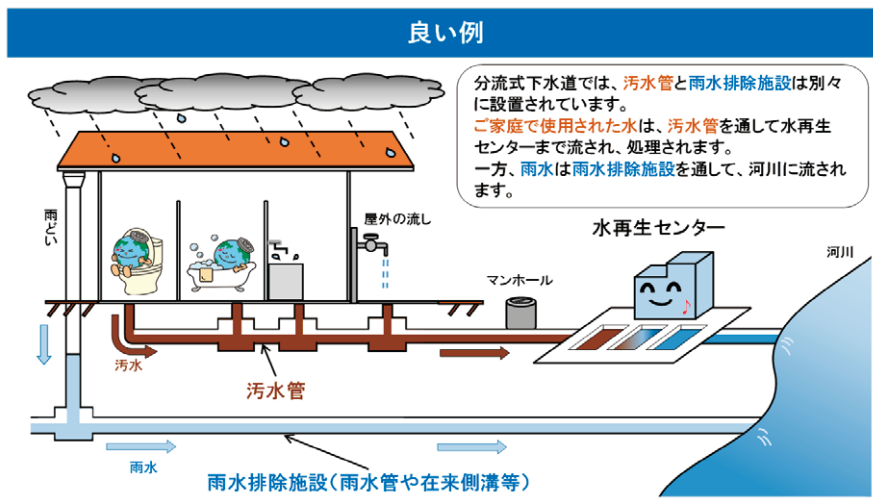 良い例
分流式下水道では、汚水管と雨水排除施設は別々
に設置されています。
ご家庭で使用された水は、汚水管を通して水再生
センターまで流され、処理されます。
一方、雨水は雨水排除施設を通して、河川に流され
ます。
水再生センター
河川
雨どい
屋外の流し
マンホール
汚水
汚水管
雨水
雨水排除施設（雨水管や在来側溝等）